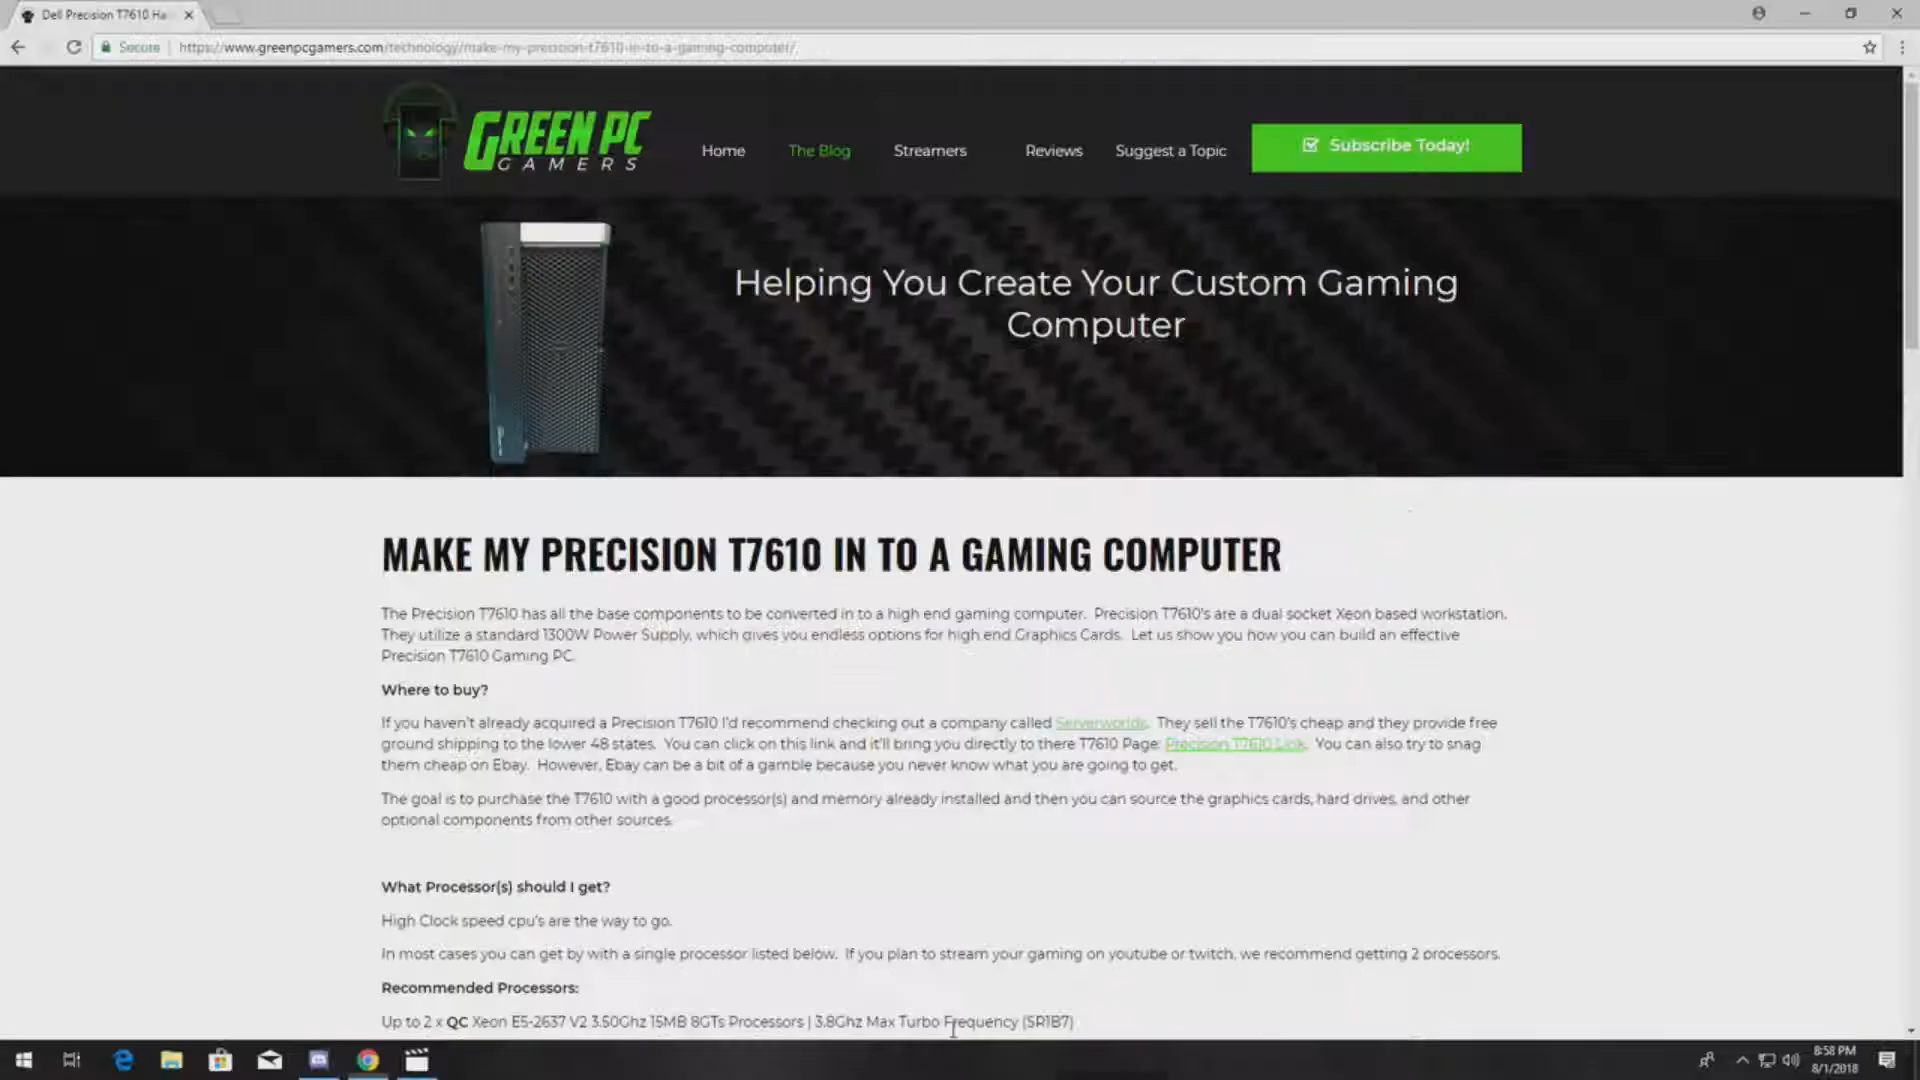 Dell Precision T7610 Ha
Secure | https://www.greenpcgamers.com/technology/make-my-precision-t7610-in-to-a-gaming-computer/
GREEN PC
GAMERS
Home
The Blog
Streamers
Reviews
Suggest a Topic
Subscribe Today!
Helping You Create Your Custom Gaming
Computer
MAKE MY PRECISION T7610 IN TO A GAMING COMPUTER
The Precision T7610 has all the base components to be converted in to a high end gaming computer. Precision T7610's are a dual socket Xeon based workstation.
They utilize a standard 1300W Power Supply, which gives you endless options for high end Graphics Cards. Let us show you how you can build an effective
Precision T7610 Gaming PC.
Where to buy?
If you haven't already acquired a Precision T7610 I'd recommend checking out a company called Serverworlds. They sell the T7610's cheap and they provide free
ground shipping to the lower 48 states. You can click on this link and it'll bring you directly to there T7610 Page: Precision T7610 Link. You can also try to snag
them cheap on Ebay. However, Ebay can be a bit of a gamble because you never know what you are going to get.
The goal is to purchase the T7610 with a good processor(s) and memory already installed and then you can source the graphics cards, hard drives, and other
optional components from other sources.
What Processor(s) should I get?
High Clock speed cpu's are the way to go.
In most cases you can get by with a single processor listed below. If you plan to stream your gaming on youtube or twitch, we recommend getting 2 processors.
Recommended Processors:
Up to 2 x QC Xeon E5-2637 V2 3.50Ghz 15MB 8GTs Processors | 3.8Ghz Max Turbo Frequency (SR1B7)
8:58 PM
8/1/2018